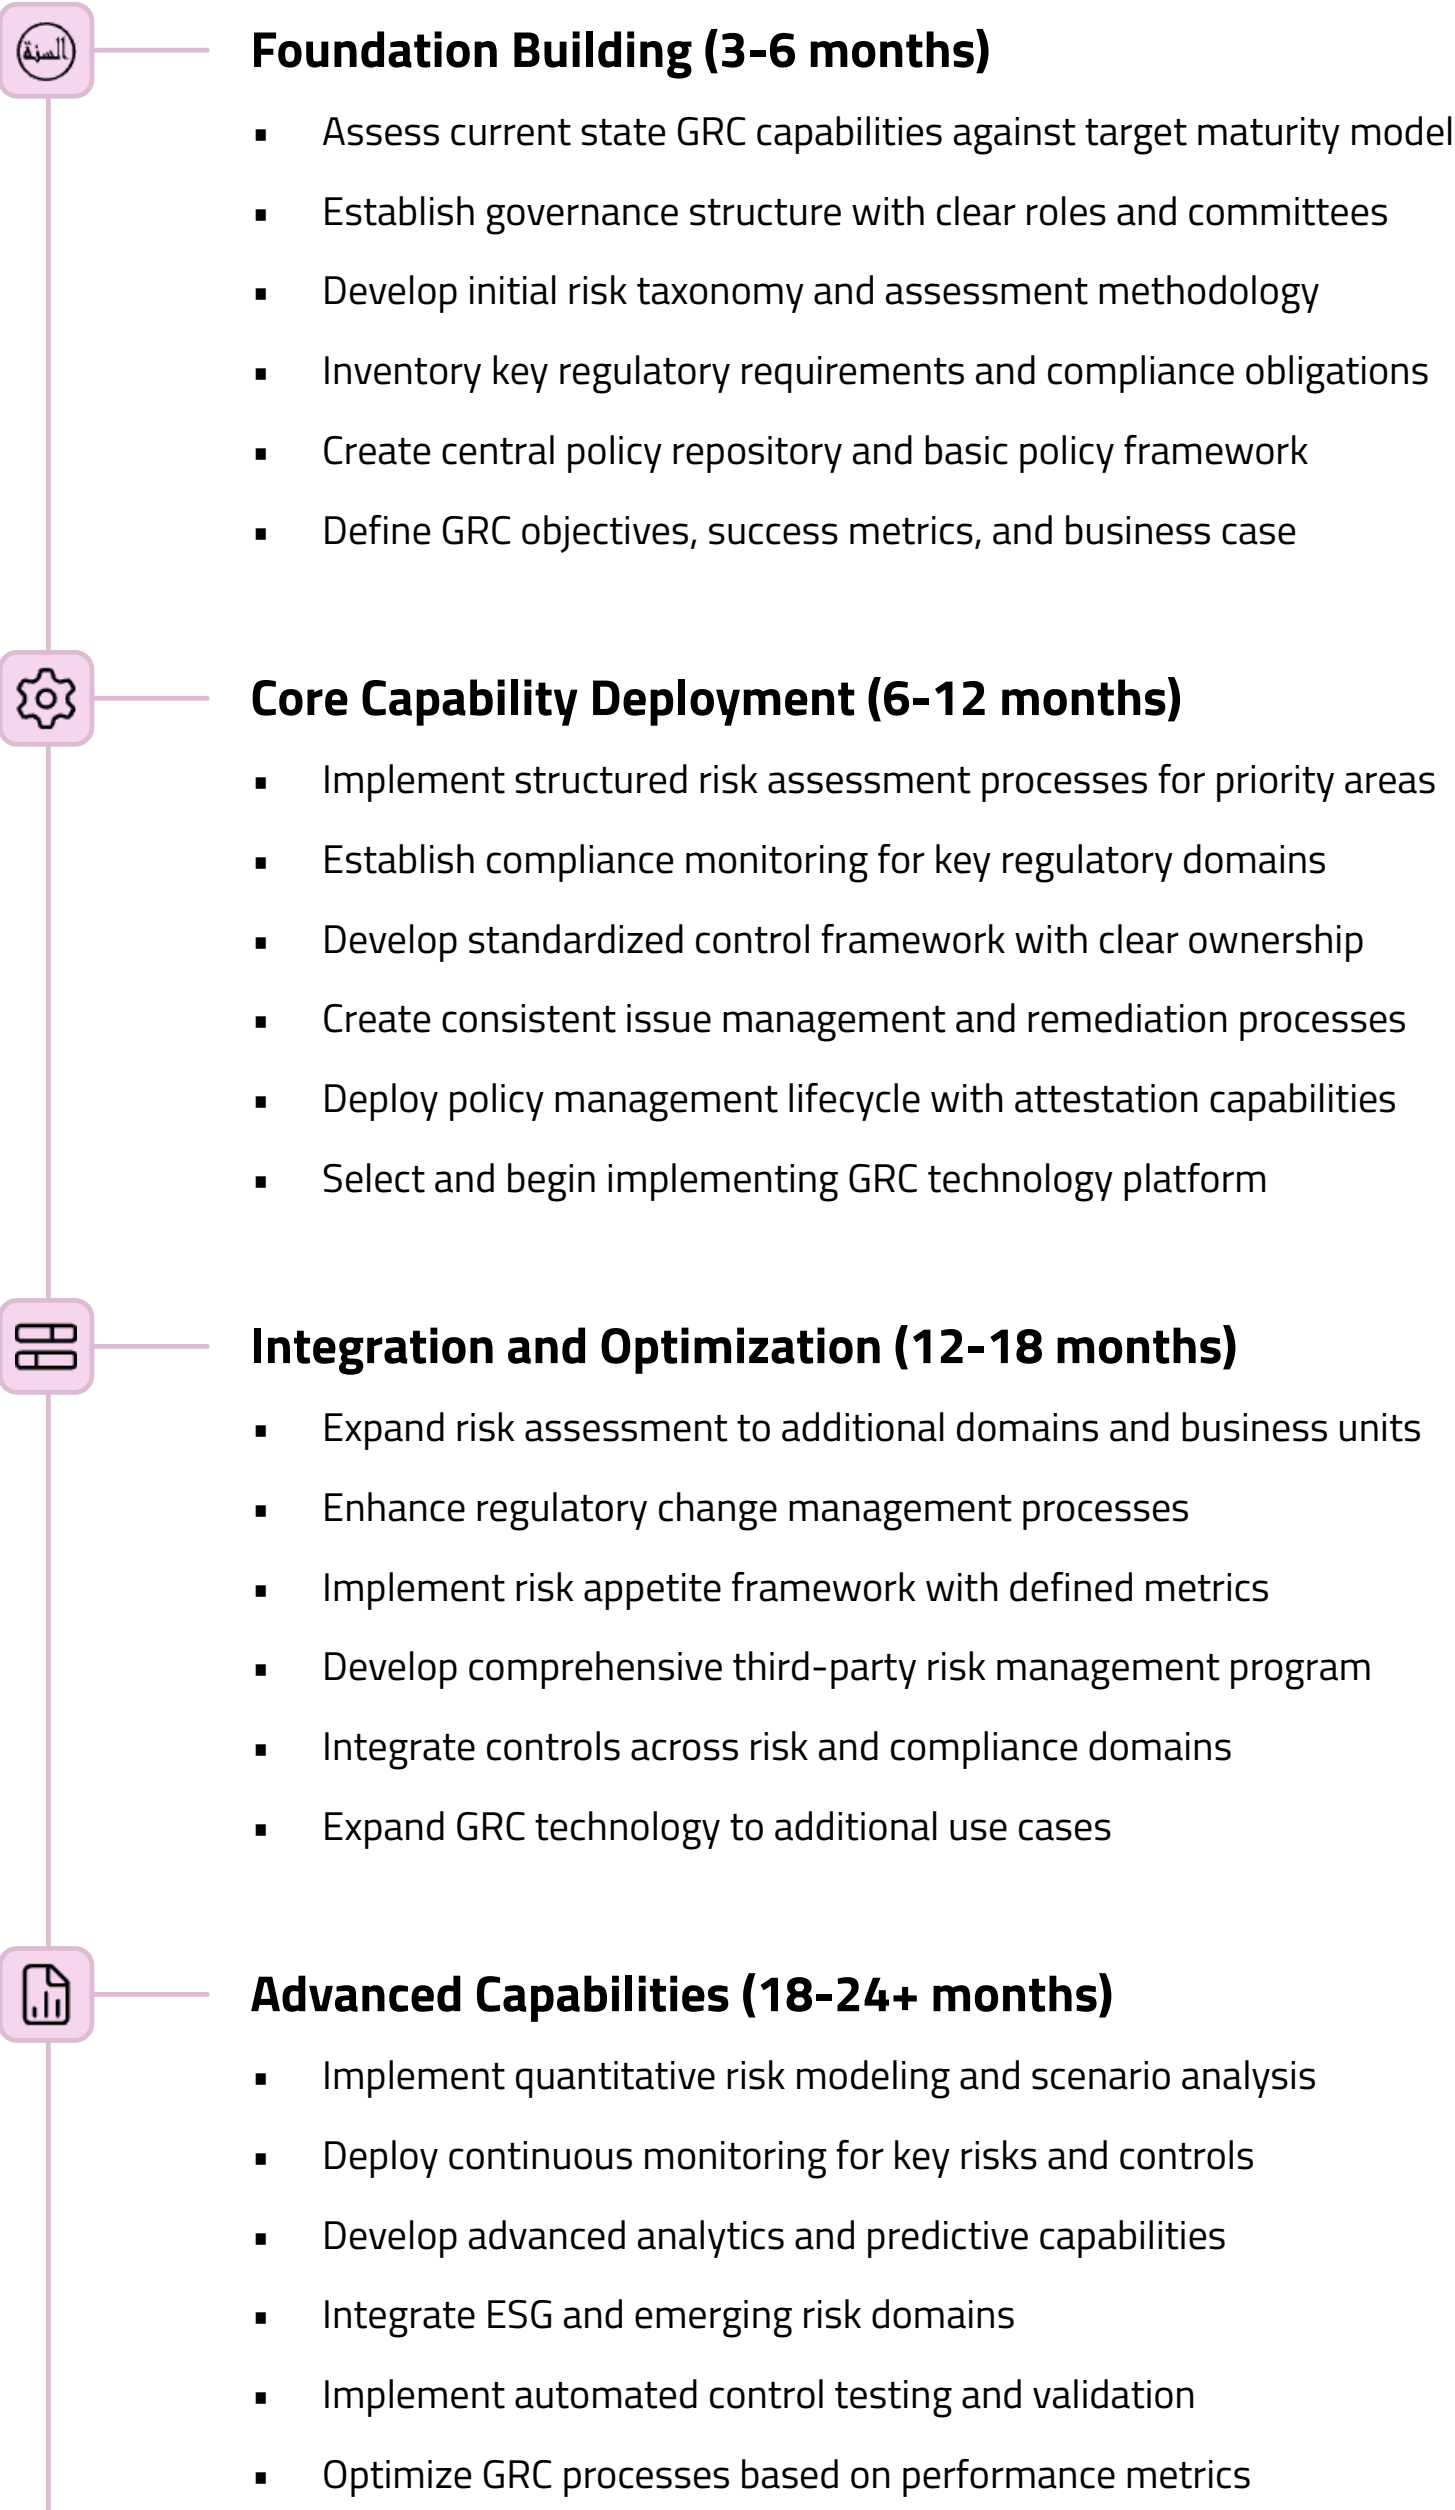 السنة
Foundation Building (3-6 months)
▪ Assess current state GRC capabilities against target maturity model
▪ Establish governance structure with clear roles and committees
▪ Develop initial risk taxonomy and assessment methodology
▪ Inventory key regulatory requirements and compliance obligations
▪ Create central policy repository and basic policy framework
▪ Define GRC objectives, success metrics, and business case
Core Capability Deployment (6-12 months)
▪ Implement structured risk assessment processes for priority areas
▪ Establish compliance monitoring for key regulatory domains
▪ Develop standardized control framework with clear ownership
▪ Create consistent issue management and remediation processes
▪ Deploy policy management lifecycle with attestation capabilities
▪ Select and begin implementing GRC technology platform
Integration and Optimization (12-18 months)
▪ Expand risk assessment to additional domains and business units
▪ Enhance regulatory change management processes
▪ Implement risk appetite framework with defined metrics
▪ Develop comprehensive third-party risk management program
▪ Integrate controls across risk and compliance domains
▪ Expand GRC technology to additional use cases
Advanced Capabilities (18-24+ months)
▪ Implement quantitative risk modeling and scenario analysis
▪ Deploy continuous monitoring for key risks and controls
▪ Develop advanced analytics and predictive capabilities
▪ Integrate ESG and emerging risk domains
▪ Implement automated control testing and validation
▪ Optimize GRC processes based on performance metrics